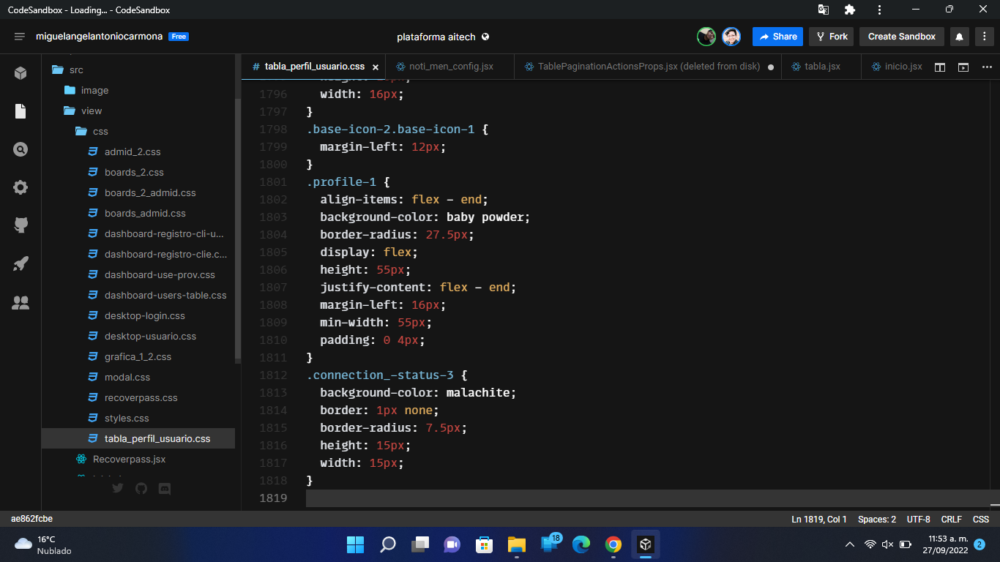 CodeSandbox - Loading... - CodeSandbox
miguelangelantoniocarmona Free
plataforma aitech
Share
Fork
Create Sandbox
src
image
view
css
admid_2.css
boards_2.css
boards_2_admid.css
boards_admid.css
dashboard-registro-cli-u...
dashboard-registro-clie.c...
dashboard-use-prov.css
dashboard-users-table.css
desktop-login.css
desktop-usuario.css
grafica_1_2.css
modal.css
recoverpass.css
styles.css
tabla_perfil_usuario.css
Recoverpass.jsx
# tabla_perfil_usuario.css
noti_men_config.jsx
TablePaginationActionsProps.jsx (deleted from disk)
tabla.jsx
inicio.jsx
1796 width: 16px;
1797 }
1798 .base-icon-2.base-icon-1 {
1799 margin-left: 12px;
1800 }
1801 .profile-1 {
1802 align-items: flex - end;
1803 background-color: baby powder;
1804 border-radius: 27.5px;
1805 display: flex;
1806 height: 55px;
1807 justify-content: flex - end;
1808 margin-left: 16px;
1809 min-width: 55px;
1810 padding: 0 4px;
1811 }
1812 .connection_-status-3 {
1813 background-color: malachite;
1814 border: 1px none;
1815 border-radius: 7.5px;
1816 height: 15px;
1817 width: 15px;
1818 }
1819
ae862fcbe
Ln 1819, Col 1 Spaces: 2 UTF-8 CRLF CSS
16°C
Nublado
18
11:53 a. m.
27/09/2022
2